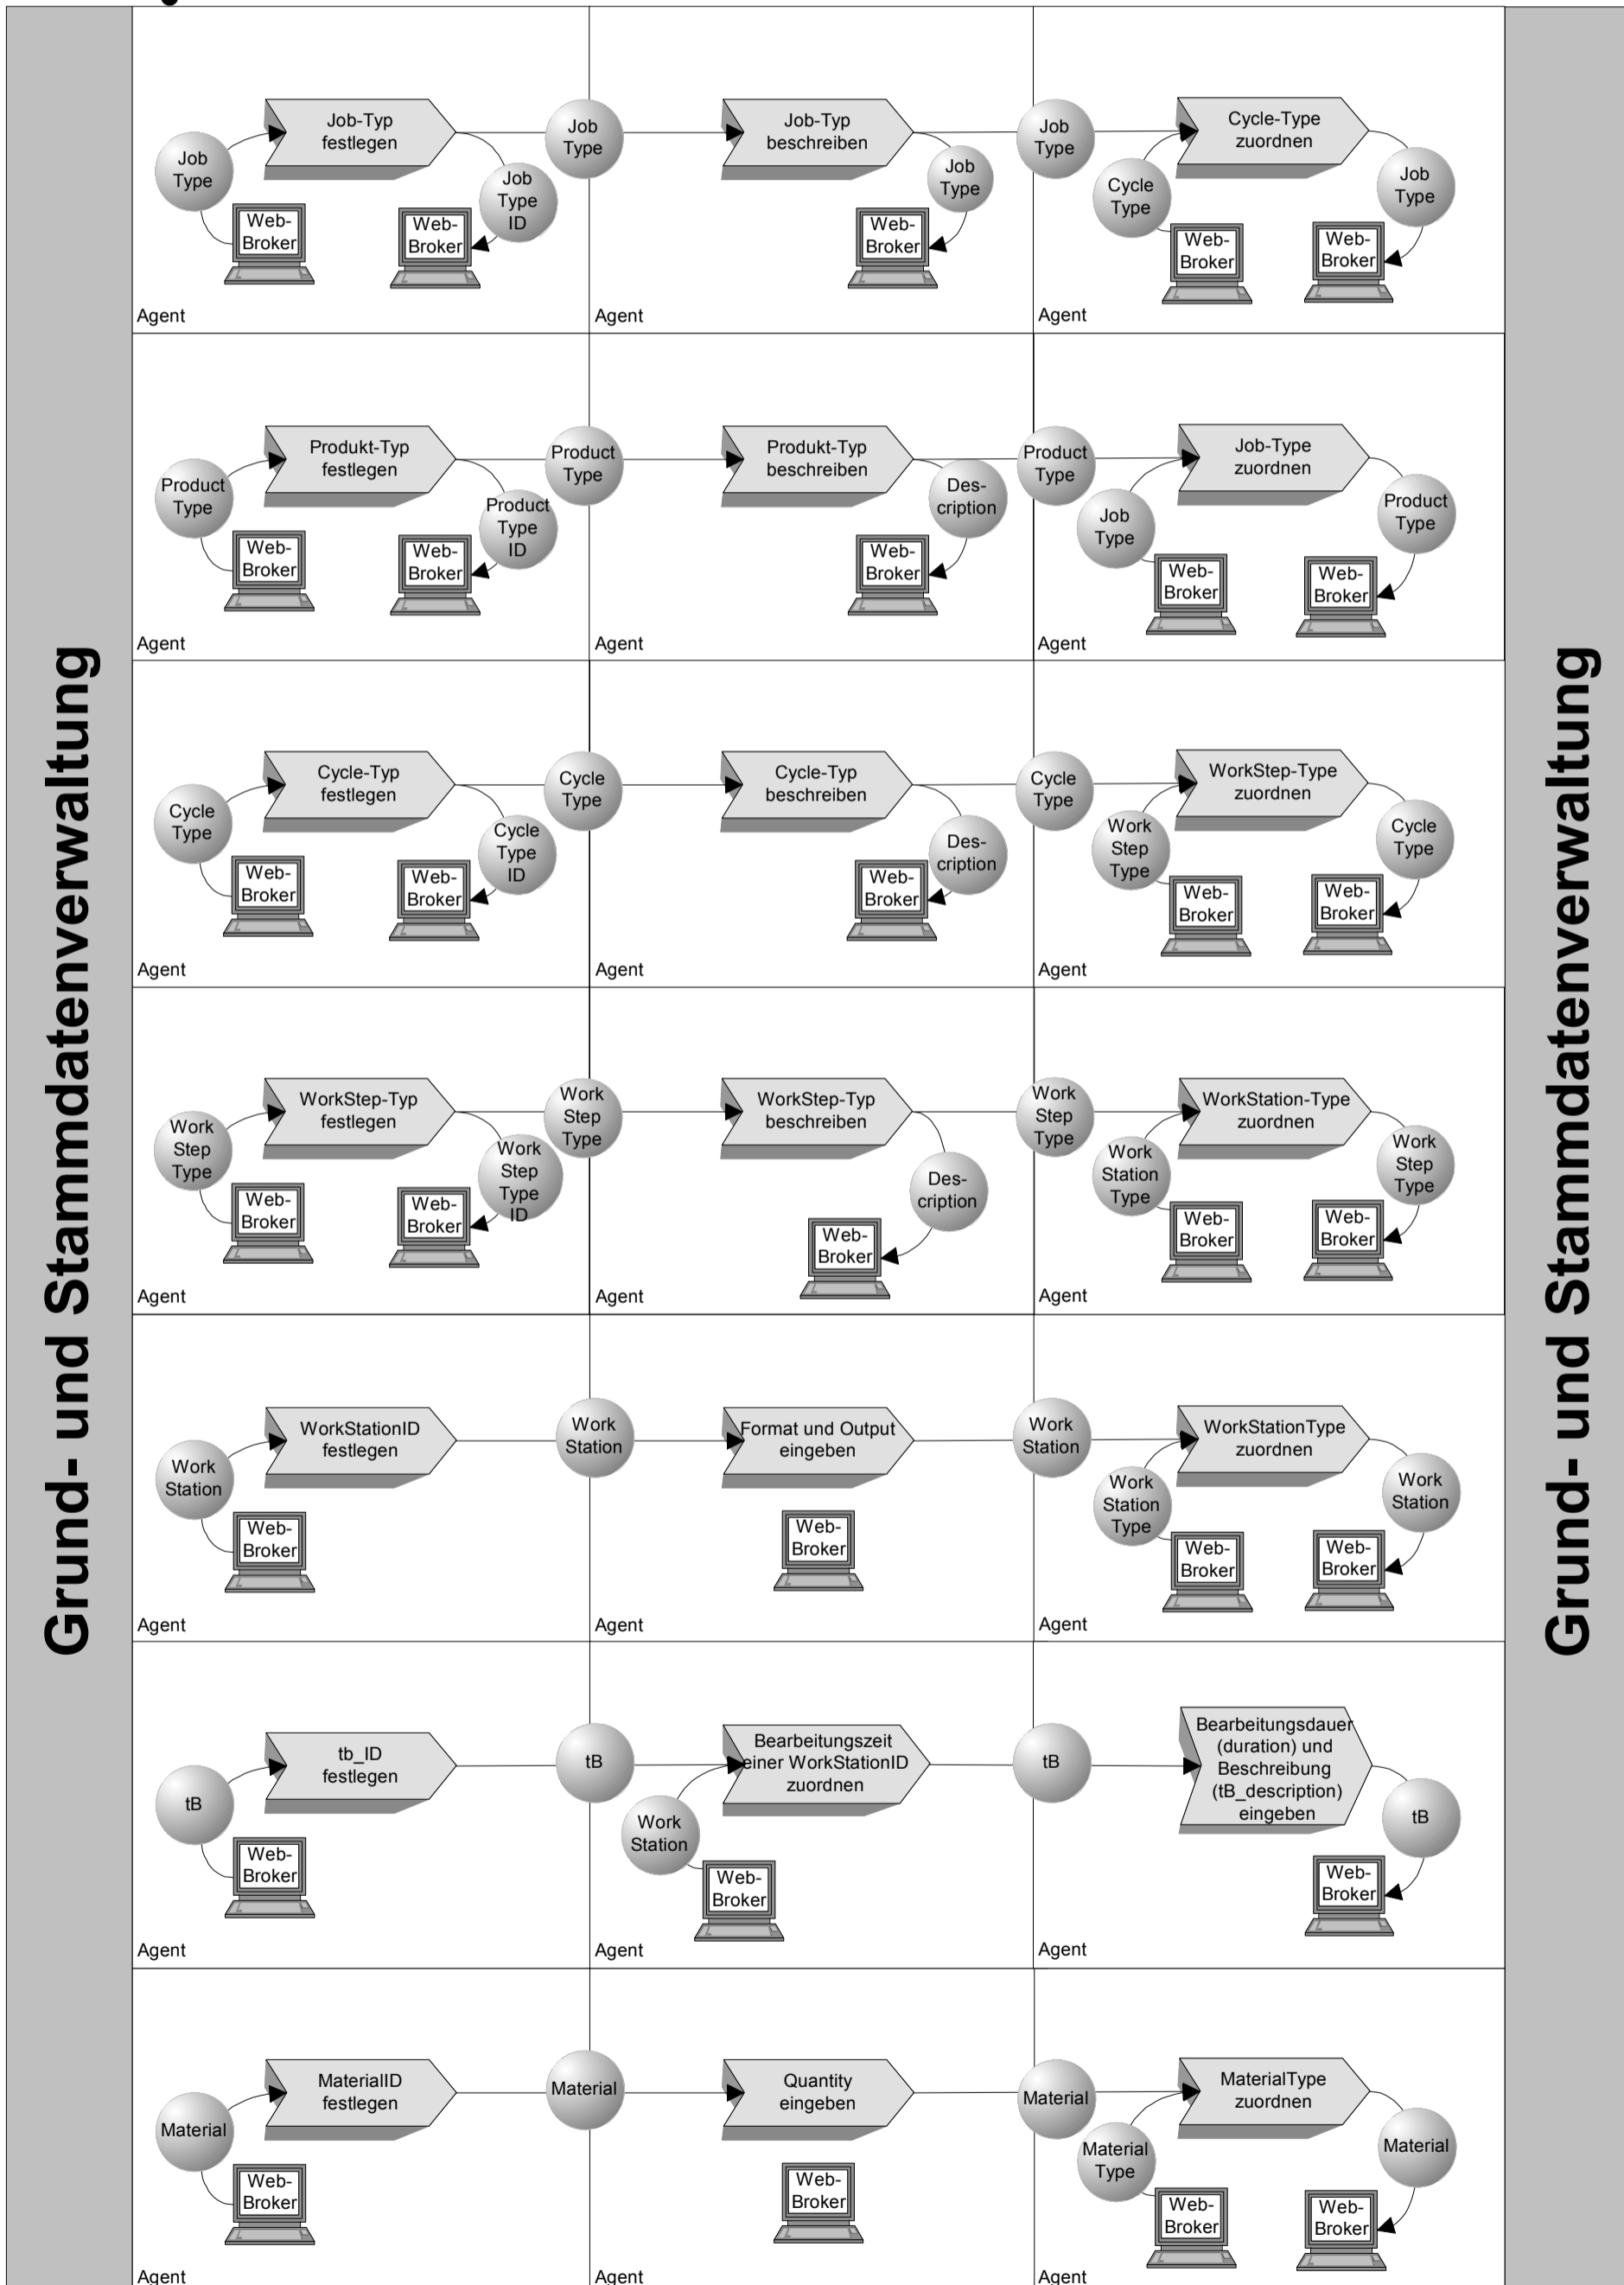 Grund- und Stammdatenverwaltung
Job
Type
Web-
Broker
Job-Typ
festlegen
Job
Type
ID
Web-
Broker
Agent
Job
Type
Job-Typ
beschreiben
Job
Type
Web-
Broker
Agent
Job
Type
Cycle
Type
Web-
Broker
Cycle-Type
zuordnen
Job
Type
Web-
Broker
Agent
Product
Type
Web-
Broker
Produkt-Typ
festlegen
Product
Type
ID
Web-
Broker
Agent
Product
Type
Produkt-Typ
beschreiben
Des-
cription
Web-
Broker
Agent
Product
Type
Job
Type
Web-
Broker
Job-Type
zuordnen
Product
Type
Web-
Broker
Agent
Cycle
Type
Web-
Broker
Cycle-Typ
festlegen
Cycle
Type
ID
Web-
Broker
Agent
Cycle
Type
Cycle-Typ
beschreiben
Des-
cription
Web-
Broker
Agent
Cycle
Type
Work
Step
Type
Web-
Broker
WorkStep-Type
zuordnen
Cycle
Type
Web-
Broker
Agent
Work
Step
Type
Web-
Broker
WorkStep-Typ
festlegen
Work
Step
Type
ID
Web-
Broker
Agent
Work
Step
Type
WorkStep-Typ
beschreiben
Des-
cription
Web-
Broker
Agent
Work
Step
Type
Work
Station
Type
Web-
Broker
WorkStation-Type
zuordnen
Work
Step
Type
Web-
Broker
Agent
Work
Station
Web-
Broker
WorkStationID
festlegen
Agent
Work
Station
Format und Output
eingeben
Web-
Broker
Agent
Work
Station
Work
Station
Type
Web-
Broker
WorkStationType
zuordnen
Work
Station
Web-
Broker
Agent
tB
Web-
Broker
tb_ID
festlegen
Agent
tB
Bearbeitungszeit
einer WorkStationID
zuordnen
Work
Station
Web-
Broker
Agent
tB
Bearbeitungsdauer
(duration) und
Beschreibung
(tB_description)
eingeben
tB
Web-
Broker
Agent
Material
Web-
Broker
MaterialID
festlegen
Agent
Material
Quantity
eingeben
Web-
Broker
Agent
Material
Material
Type
Web-
Broker
MaterialType
zuordnen
Material
Web-
Broker
Agent
Grund- und Stammdatenverwaltung